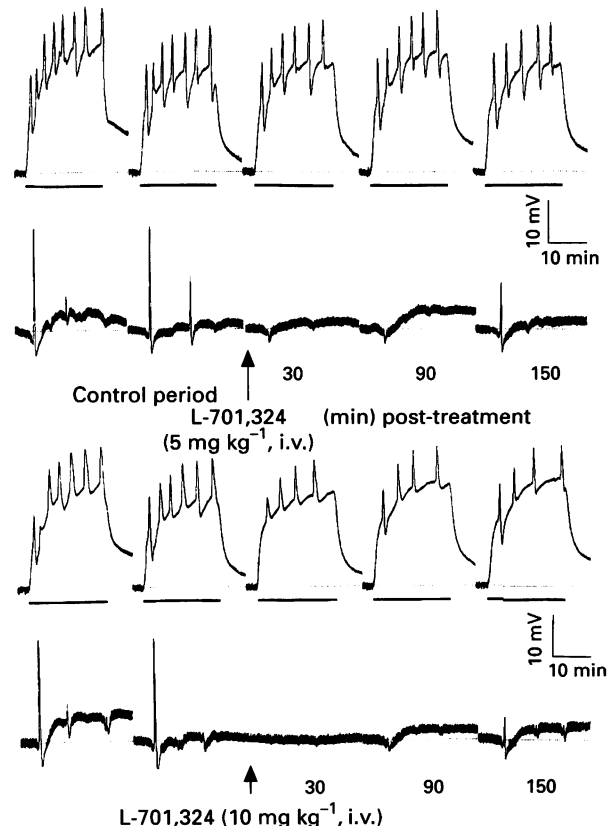 10 mV
10 min
30 90 150
Control period
L-701,324 (min) post-treatment
(5 mg kg⁻¹, i.v.)
10 mV
10 min
30 90 150
L-701,324 (10 mg kg⁻¹, i.v.)